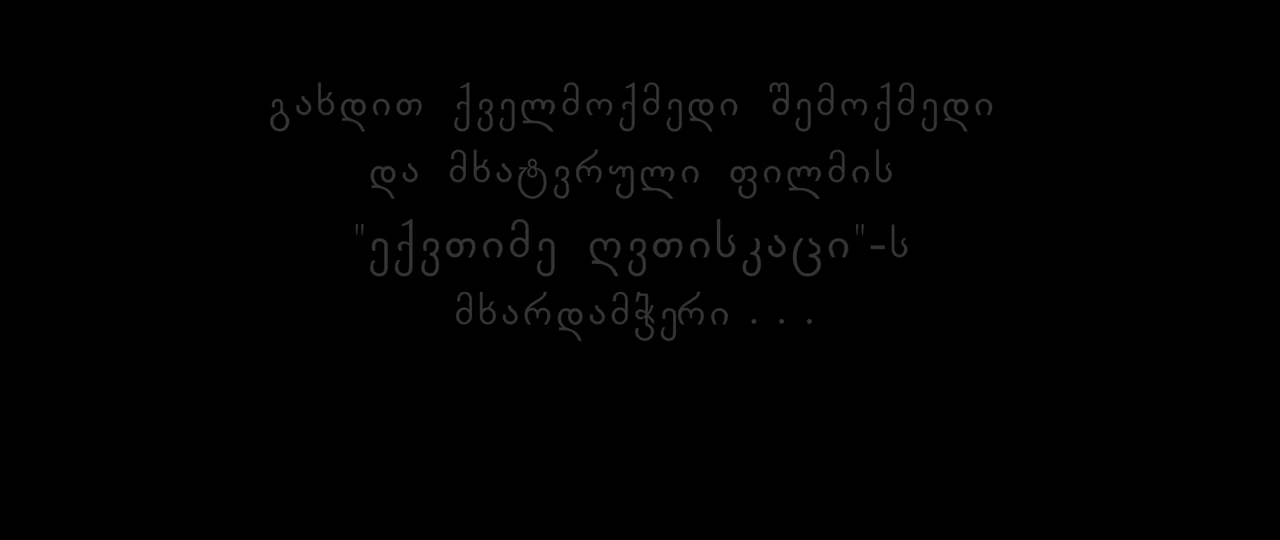 გახდით ქველმოქმედი შემოქმედი
და მხატვრული ფილმის
"ექვთიმე ღვთისკაცი"-ს
მხარდამჭერი . . .